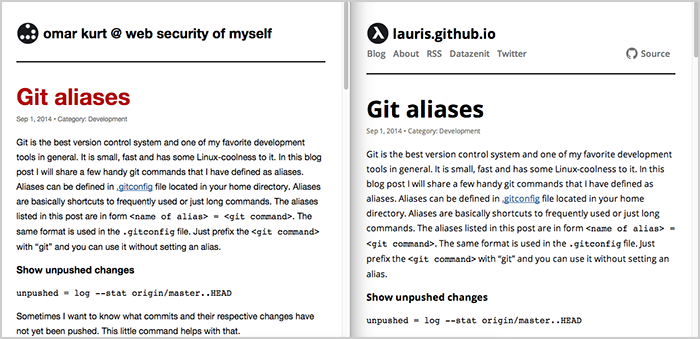 omar kurt @ web security of myself
Git aliases
Sep 1, 2014 • Category: Development
Git is the best version control system and one of my favorite development
tools in general. It is small, fast and has some Linux-coolness to it. In this blog
post I will share a few handy git commands that I have defined as aliases.
Aliases can be defined in .gitconfig file located in your home directory. Aliases
are basically shortcuts to frequently used or just long commands. The aliases
listed in this post are in form <name of alias> = <git command>. The
same format is used in the .gitconfig file. Just prefix the <git command>
with “git” and you can use it without setting an alias.
Show unpushed changes
unpushed = log --stat origin/master..HEAD
Sometimes I want to know what commits and their respective changes have
not yet been pushed. This little command helps with that.
lauris.github.io
Blog About RSS Datazenit Twitter Source
Git aliases
Sep 1, 2014 • Category: Development
Git is the best version control system and one of my favorite development
tools in general. It is small, fast and has some Linux-coolness to it. In this
blog post I will share a few handy git commands that I have defined as
aliases. Aliases can be defined in .gitconfig file located in your home
directory. Aliases are basically shortcuts to frequently used or just long
commands. The aliases listed in this post are in form <name of alias> =
<git command>. The same format is used in the .gitconfig file. Just
prefix the <git command> with “git” and you can use it without setting an
alias.
Show unpushed changes
unpushed = log --stat origin/master..HEAD